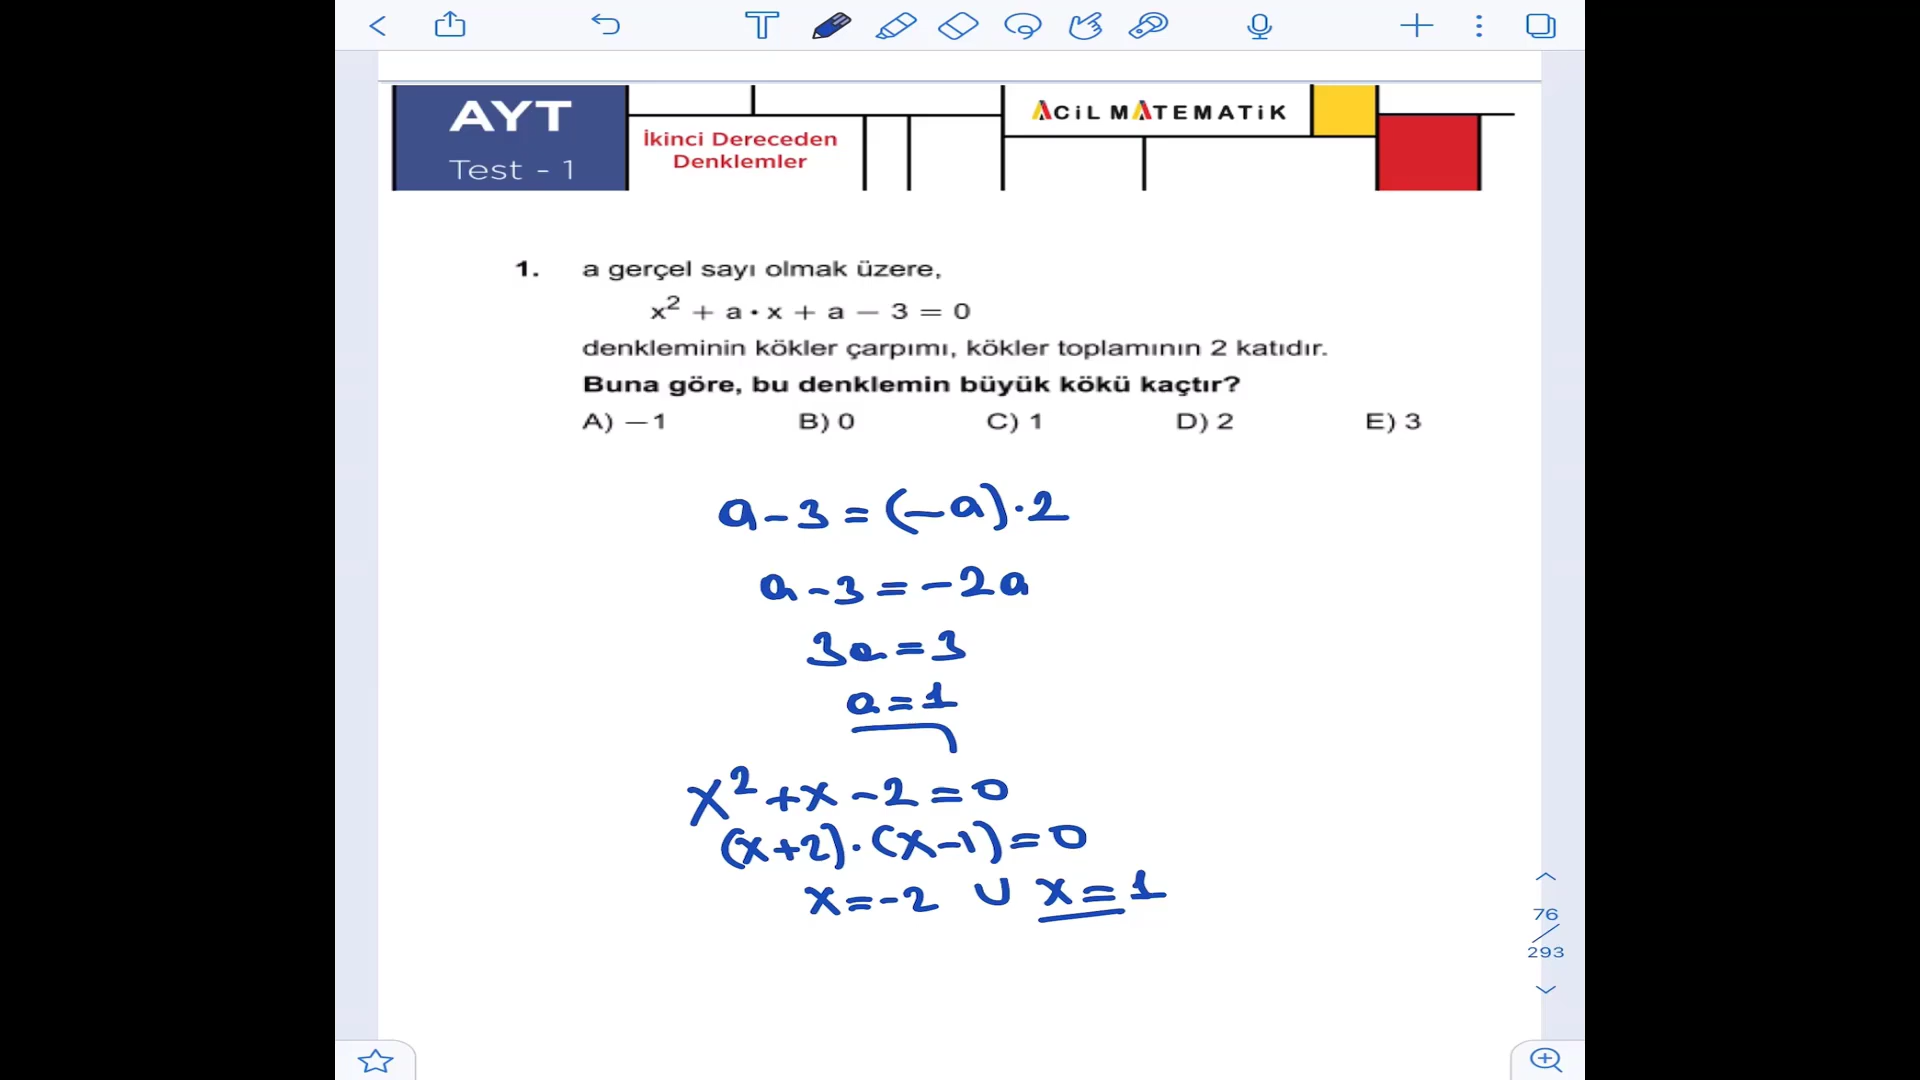 AYT
Test - 1
İkinci Dereceden
Denklemler
ACİL MATEMATİK
1. a gerçel sayı olmak üzere,
x² + a · x + a − 3 = 0
denkleminin kökler çarpımı, kökler toplamının 2 katıdır.
Buna göre, bu denklemin büyük kökü kaçtır?
A) −1 B) 0 C) 1 D) 2 E) 3
a-3=(-a)·2
a-3=-2a
3a=3
a=1
x²+x-2=0
(x+2)·(x-1)=0
x=-2 ∪ x=1
76
293